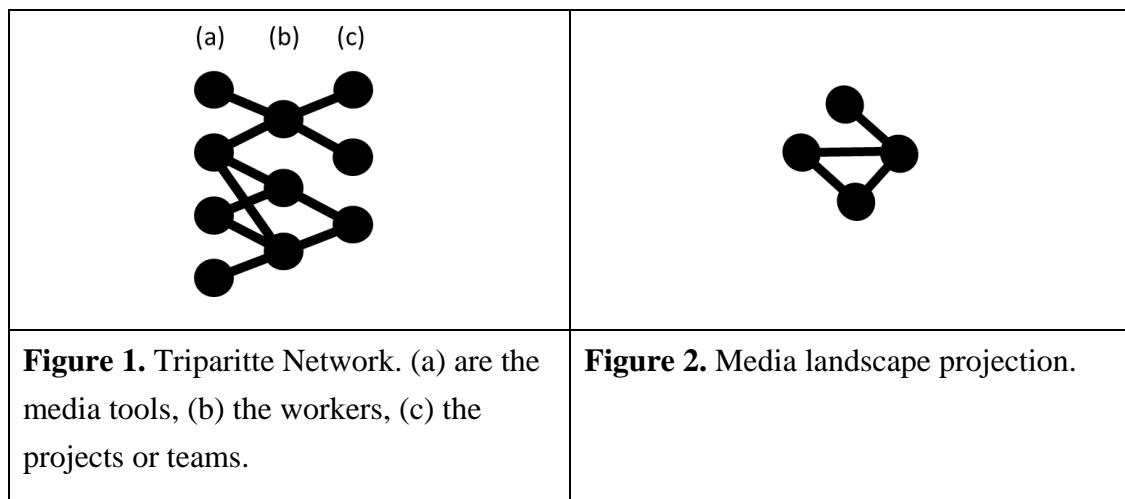 (a) (b) (c)
Figure 1. Triparitte Network. (a) are the
media tools, (b) the workers, (c) the
projects or teams.
Figure 2. Media landscape projection.